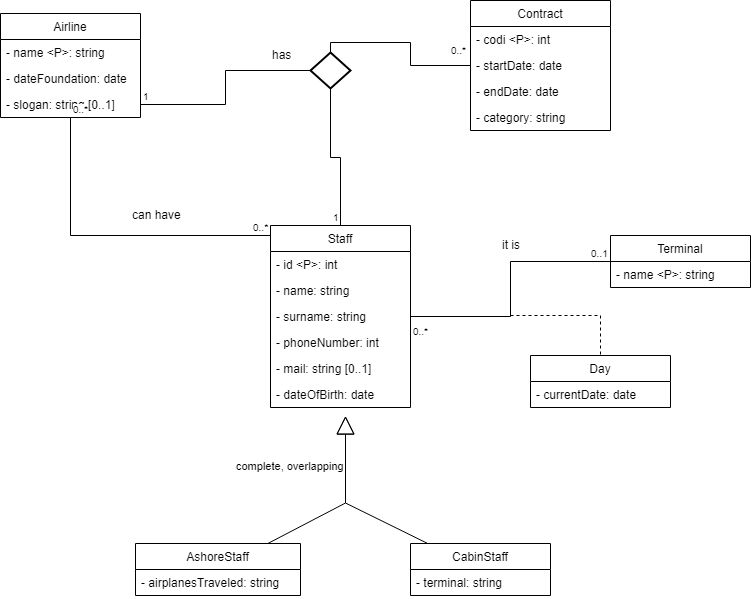 Airline
- name <P>: string
- dateFoundation: date
- slogan: string [0..1]
0..*
1
has
Contract
- codi <P>: int
- startDate: date
- endDate: date
- category: string
0..*
can have
0..*
1
Staff
- id <P>: int
- name: string
- surname: string
- phoneNumber: int
- mail: string [0..1]
- dateOfBirth: date
it is
0..1
0..*
Terminal
- name <P>: string
Day
- currentDate: date
complete, overlapping
AshoreStaff
- airplanesTraveled: string
CabinStaff
- terminal: string